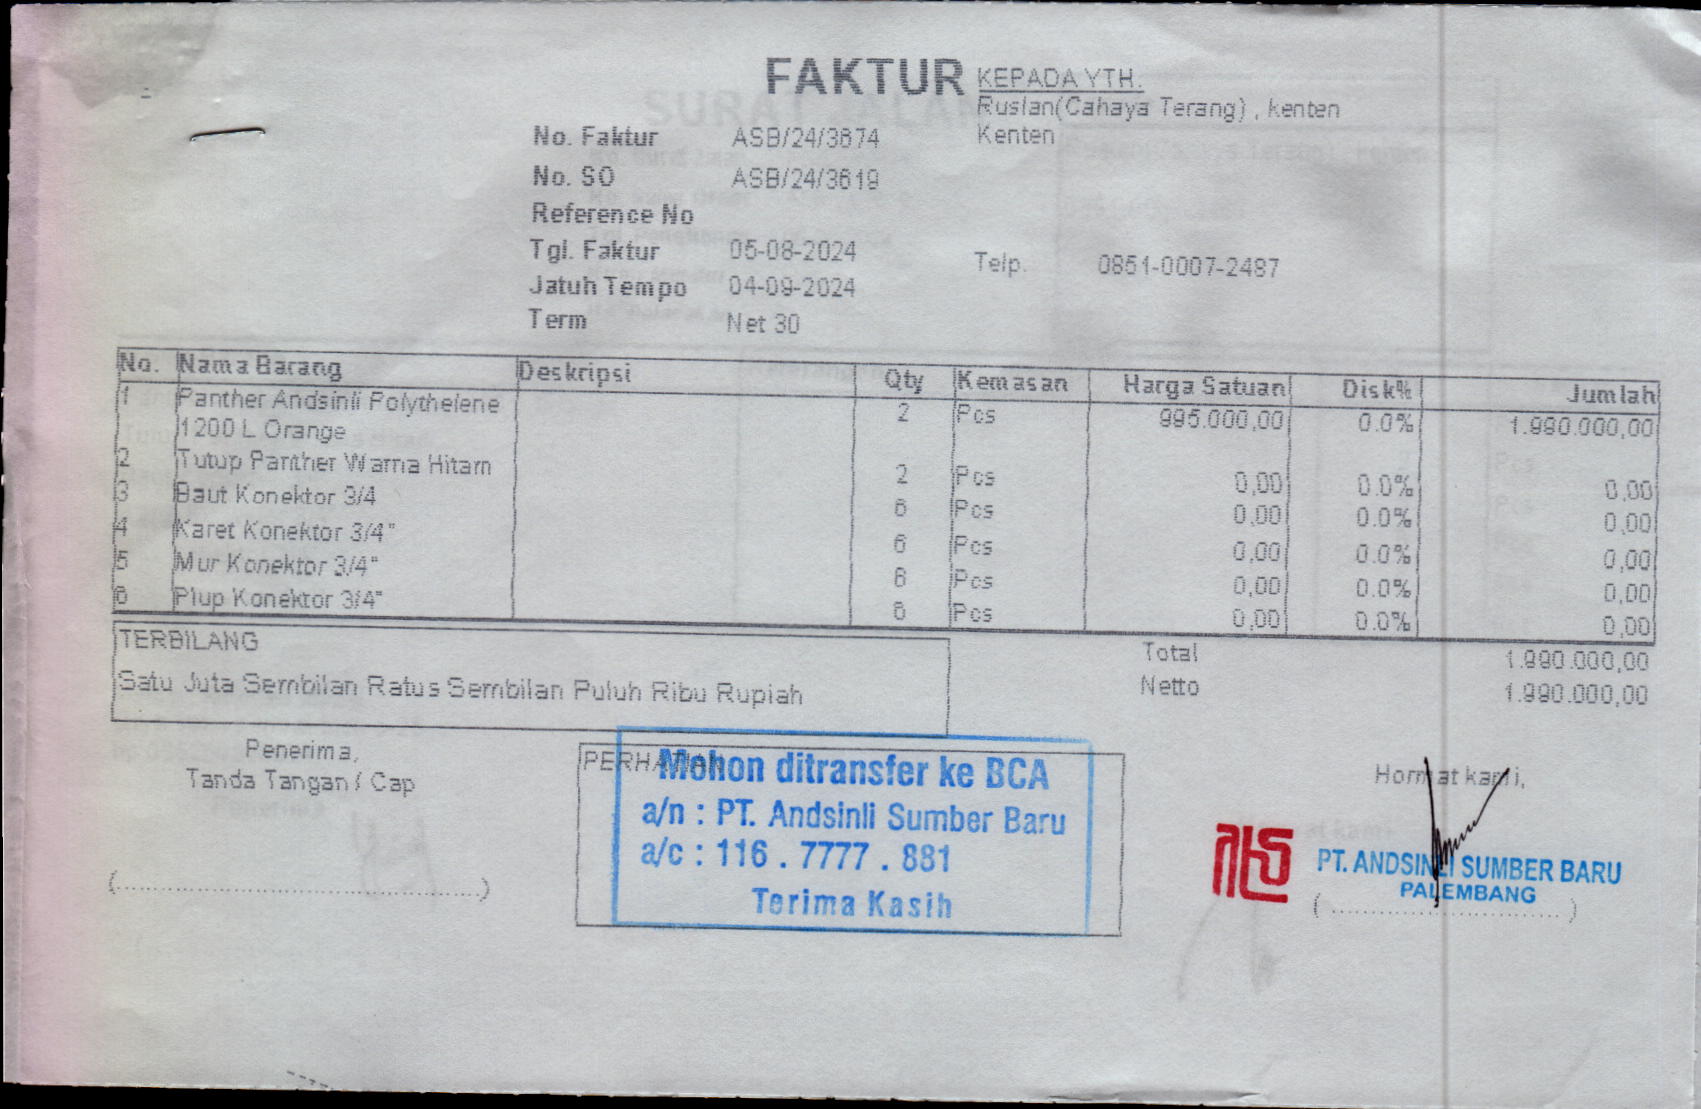 FAKTUR
KEPADA YTH.
Ruslan(Cahaya Terang) , kenten
Kenten
No. Faktur ASB/24/3674
No. SO ASB/24/3619
Reference No
Tgl. Faktur 05-08-2024
Telp. 0851-0007-2487
Jatuh Tempo 04-09-2024
Term Net 30
No. Nama Barang Deskripsi Qty Kemasan Harga Satuan Disk% Jumlah
1 Panther Andsinli Polythelene 2 Pcs 995.000,00 0.0% 1.990.000,00
1200 L Orange
2 Tutup Panther Warna Hitam 2 Pcs 0,00 0.0% 0,00
3 Baut Konektor 3/4 6 Pcs 0,00 0.0% 0,00
4 Karet Konektor 3/4" 6 Pcs 0,00 0.0% 0,00
5 Mur Konektor 3/4" 6 Pcs 0,00 0.0% 0,00
6 Plup Konektor 3/4" 6 Pcs 0,00 0.0% 0,00
TERBILANG
Satu Juta Sembilan Ratus Sembilan Puluh Ribu Rupiah
Total 1.990.000,00
Netto 1.990.000,00
Penerima,
Tanda Tangan / Cap
Mohon ditransfer ke BCA
a/n : PT. Andsinli Sumber Baru
a/c : 116 . 7777 . 881
Terima Kasih
Hormat kami,
PT. ANDSINLI SUMBER BARU
PALEMBANG